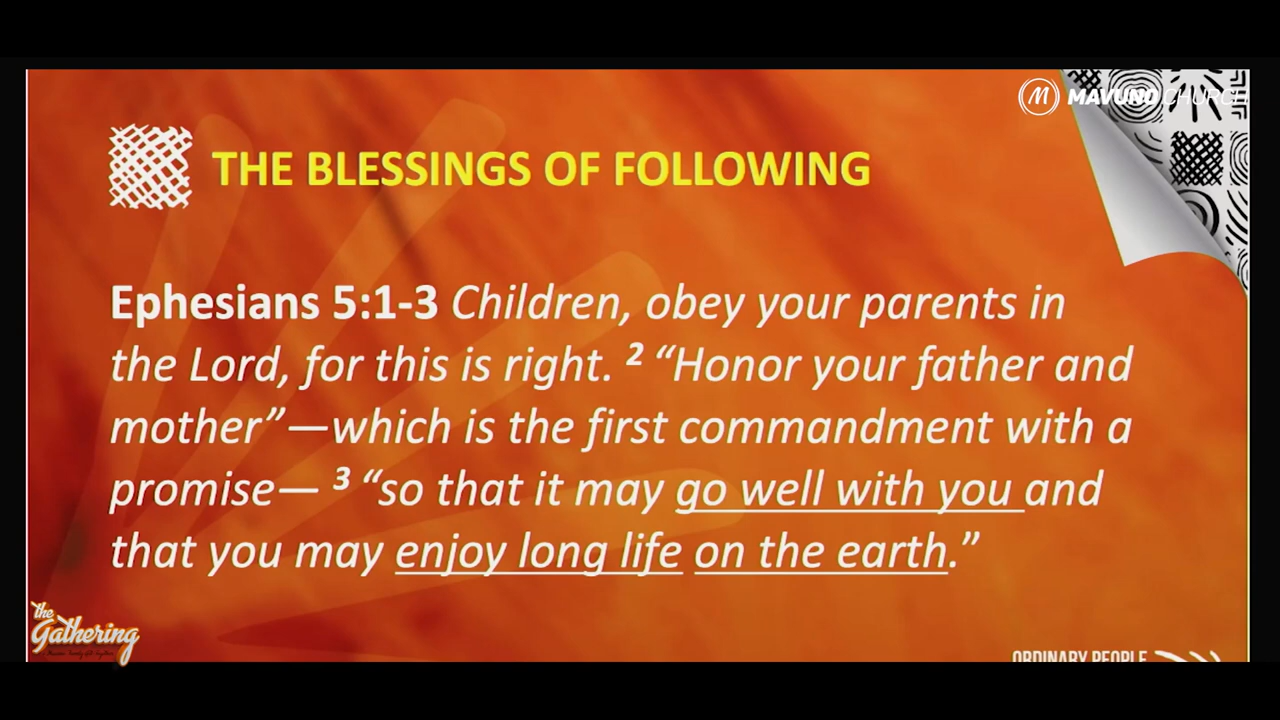 MAVUNO CHURCH
THE BLESSINGS OF FOLLOWING
Ephesians 5:1-3 Children, obey your parents in
the Lord, for this is right. 2 “Honor your father and
mother”—which is the first commandment with a
promise— 3 “so that it may go well with you and
that you may enjoy long life on the earth.”
the
Gathering
ORDINARY PEOPLE